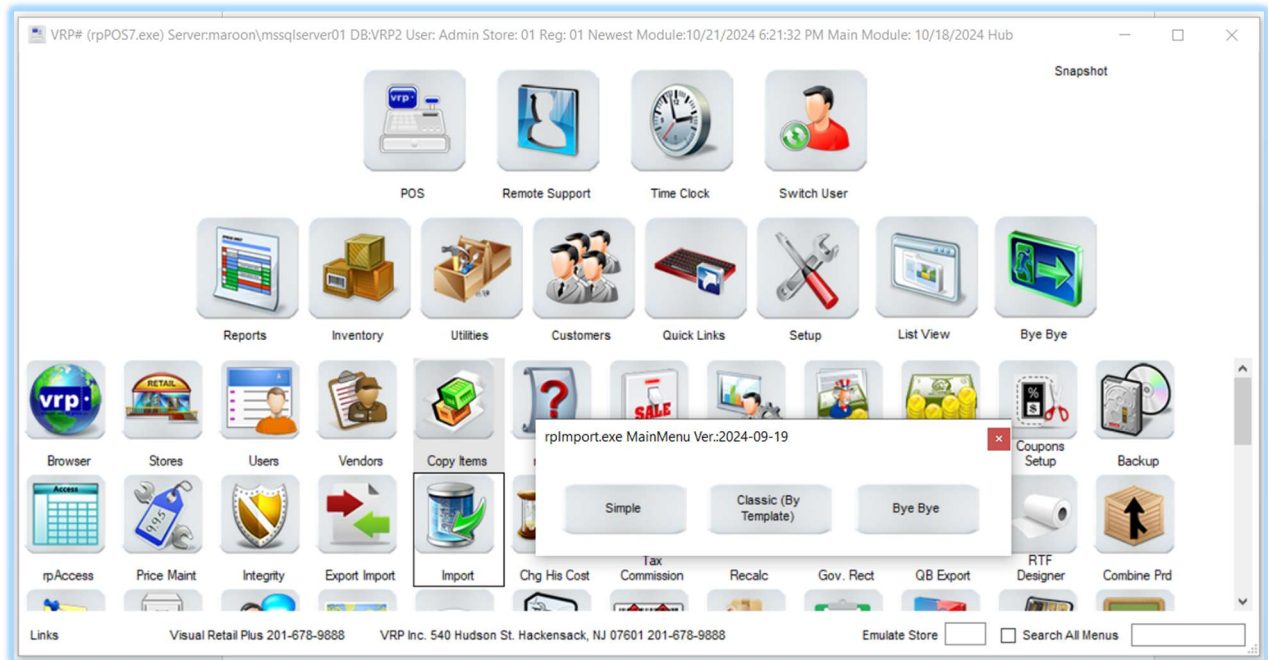 VRP# (rpPOS7.exe) Server:maroon\mssqlserver01 DB:VRP2 User: Admin Store: 01 Reg: 01 Newest Module:10/21/2024 6:21:32 PM Main Module: 10/18/2024 Hub
Snapshot
vrp
POS
Remote Support
Time Clock
Switch User
Reports
Inventory
Utilities
Customers
Quick Links
Setup
List View
Bye Bye
vrp
RETAIL
SALE
%
$
Browser
Stores
Users
Vendors
Copy Items
Coupons
Setup
Backup
rpImport.exe MainMenu Ver.:2024-09-19
Simple
Classic (By
Template)
Bye Bye
Access
9.9.5
rpAccess
Price Maint
Integrity
Export Import
Import
Chg His Cost
Tax
Commission
Recalc
Gov. Rect
QB Export
RTF
Designer
Combine Prd
Links
Visual Retail Plus 201-678-9888
VRP Inc. 540 Hudson St. Hackensack, NJ 07601 201-678-9888
Emulate Store
Search All Menus